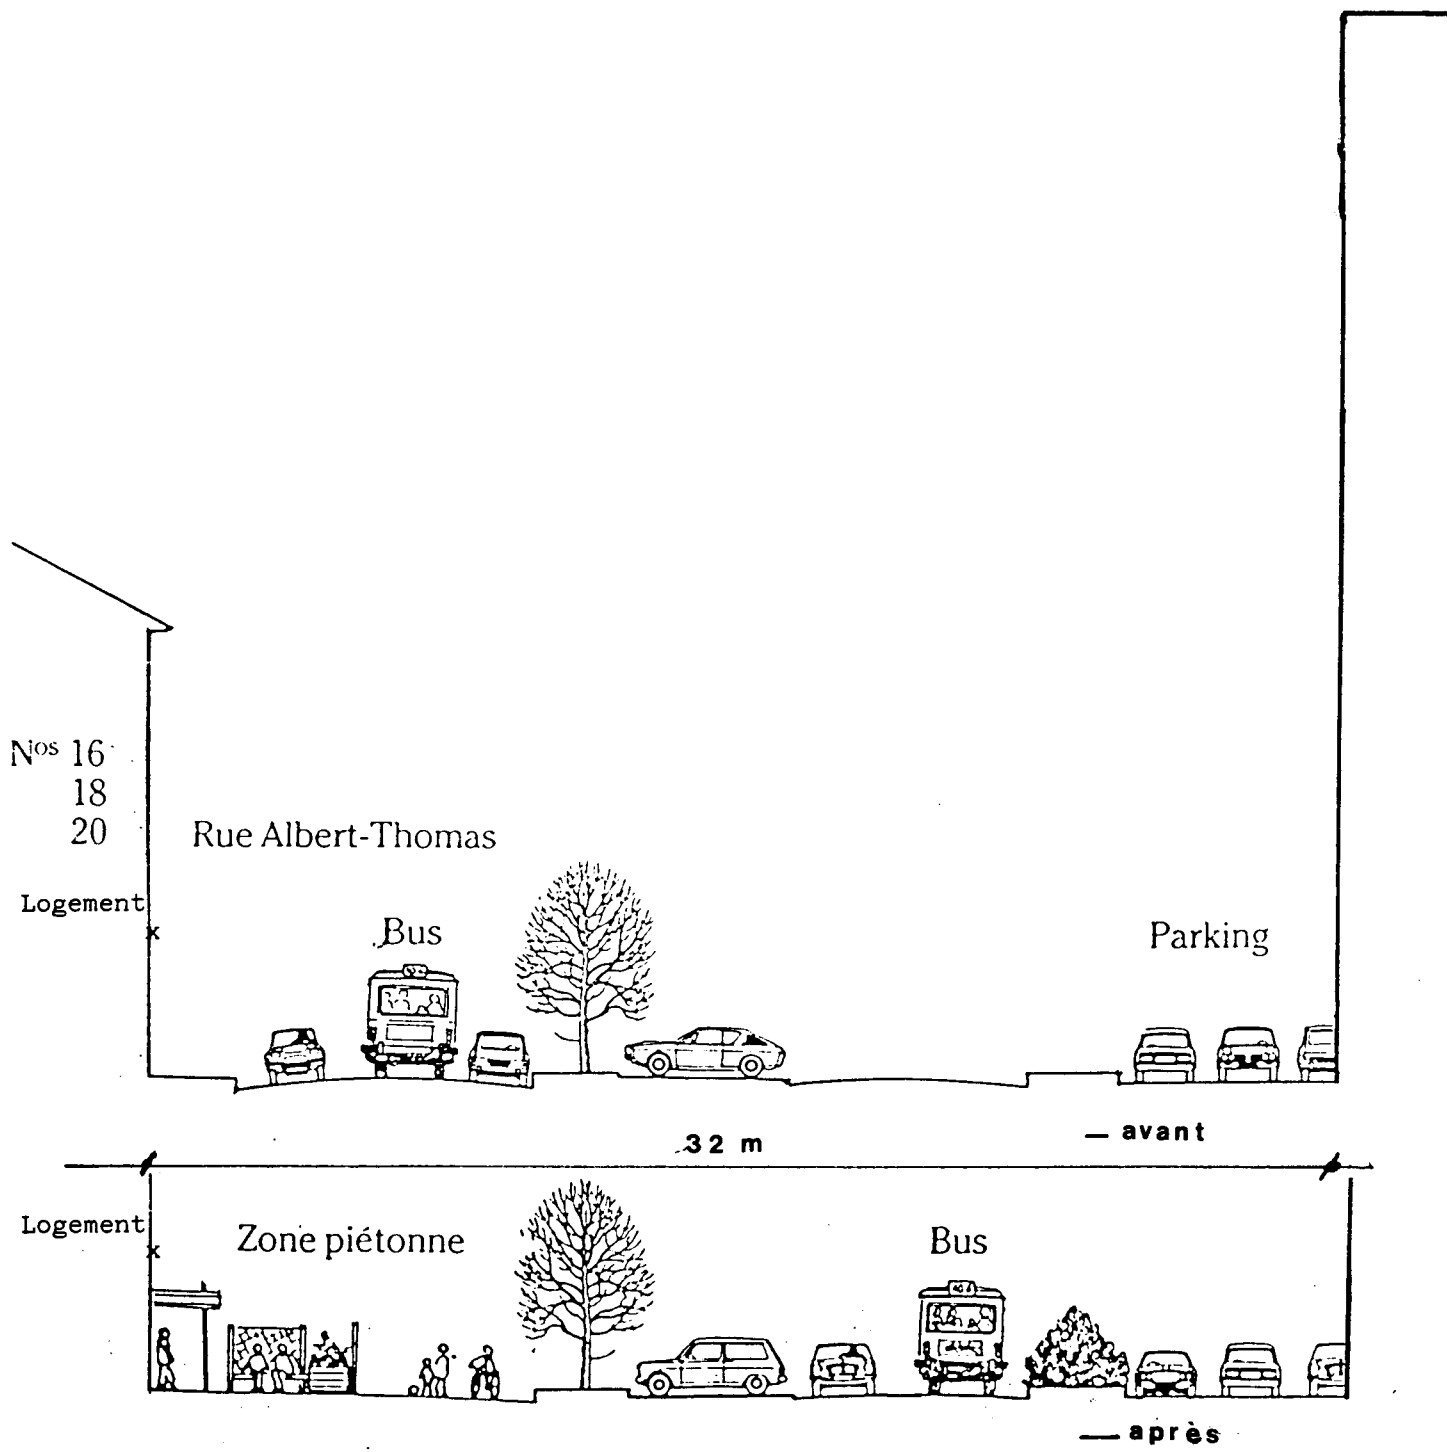 Nos 16
18
20
Rue Albert-Thomas
Logement
Bus
Parking
avant
32 m
Logement
Zone piétonne
Bus
après